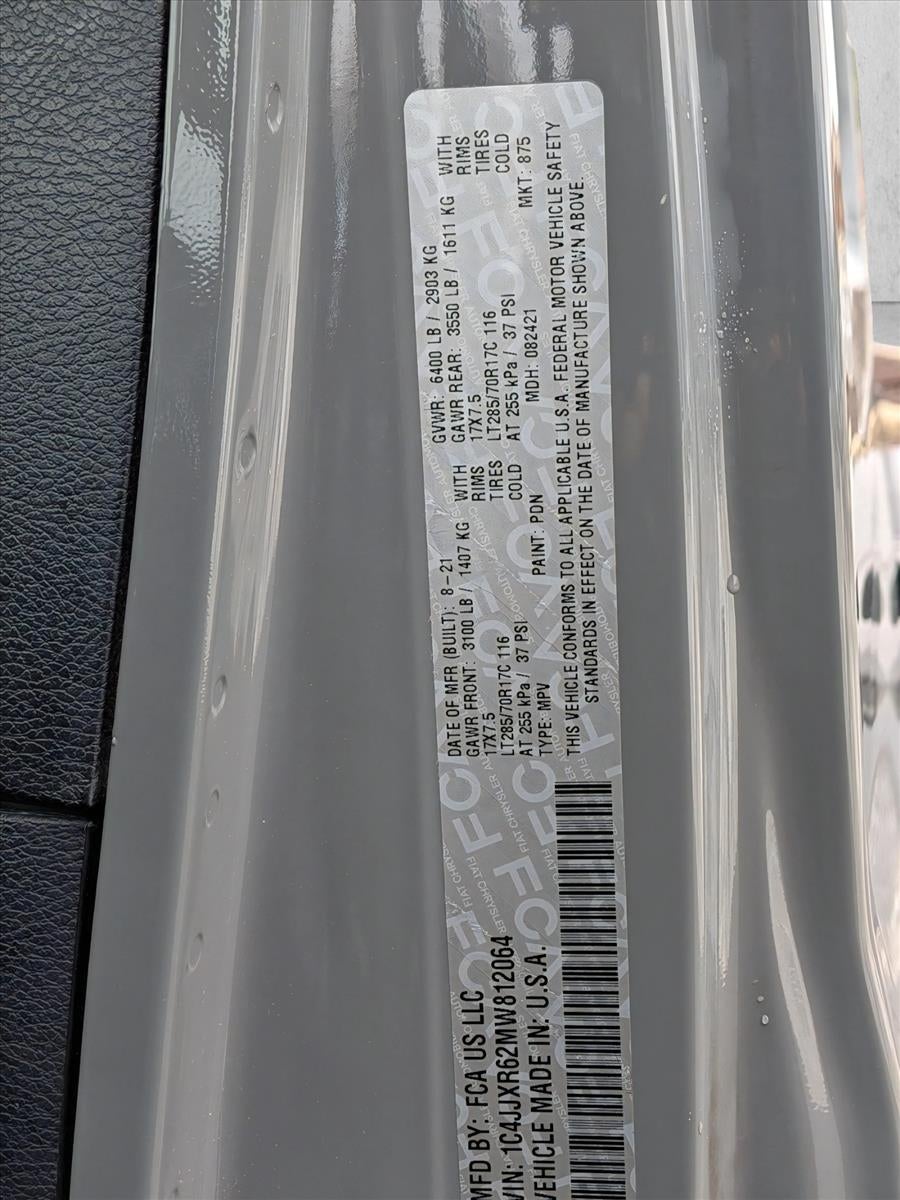 MFD BY: FCA US LLC
DATE OF MFR (BUILT): 8-21 GVWR: 6400 LB / 2903 KG
GAWR FRONT: 3100 LB / 1407 KG WITH GAWR REAR: 3550 LB / 1611 KG WITH
17X7.5 RIMS 17X7.5 RIMS
LT285/70R17C 116 TIRES LT285/70R17C 116 TIRES
AT 255 kPa / 37 PSI COLD AT 255 kPa / 37 PSI COLD
VIN: 1C4JJXR62MW812064
TYPE: MPV PAINT: PDN MDH: 082421 MKT: 875
VEHICLE MADE IN: U.S.A.
THIS VEHICLE CONFORMS TO ALL APPLICABLE U.S.A. FEDERAL MOTOR VEHICLE SAFETY
STANDARDS IN EFFECT ON THE DATE OF MANUFACTURE SHOWN ABOVE.